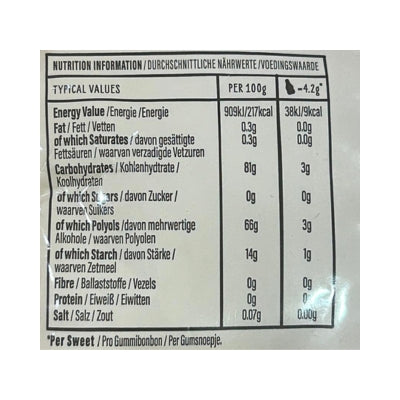 NUTRITION INFORMATION / DURCHSCHNITTLICHE NÄHRWERTE / VOEDINGSWAARDE
TYPICAL VALUES PER 100g =4.2g*
Energy Value / Energie / Energie 909kJ/217kcal 38kJ/9kcal
Fat / Fett / Vetten 0.3g 0.0g
of which Saturates / davon gesättigte 0.3g 0.0g
Fettsäuren / waarvan verzadigde Vetzuren
Carbohydrates / Kohlenhydrate / 81g 3g
Koolhydraten
of which Sugars / davon Zucker / 0g 0g
waarvan Suikers
of which Polyols / davon mehrwertige 66g 3g
Alkohole / waarvan Polyolen
of which Starch / davon Stärke / 14g 1g
waarvan Zetmeel
Fibre / Ballaststoffe / Vezels 0g 0g
Protein / Eiweiß / Eiwitten 0g 0g
Salt / Salz / Zout 0.07g 0.00g
*Per Sweet / Pro Gummibonbon / Per Gumsnoepje.